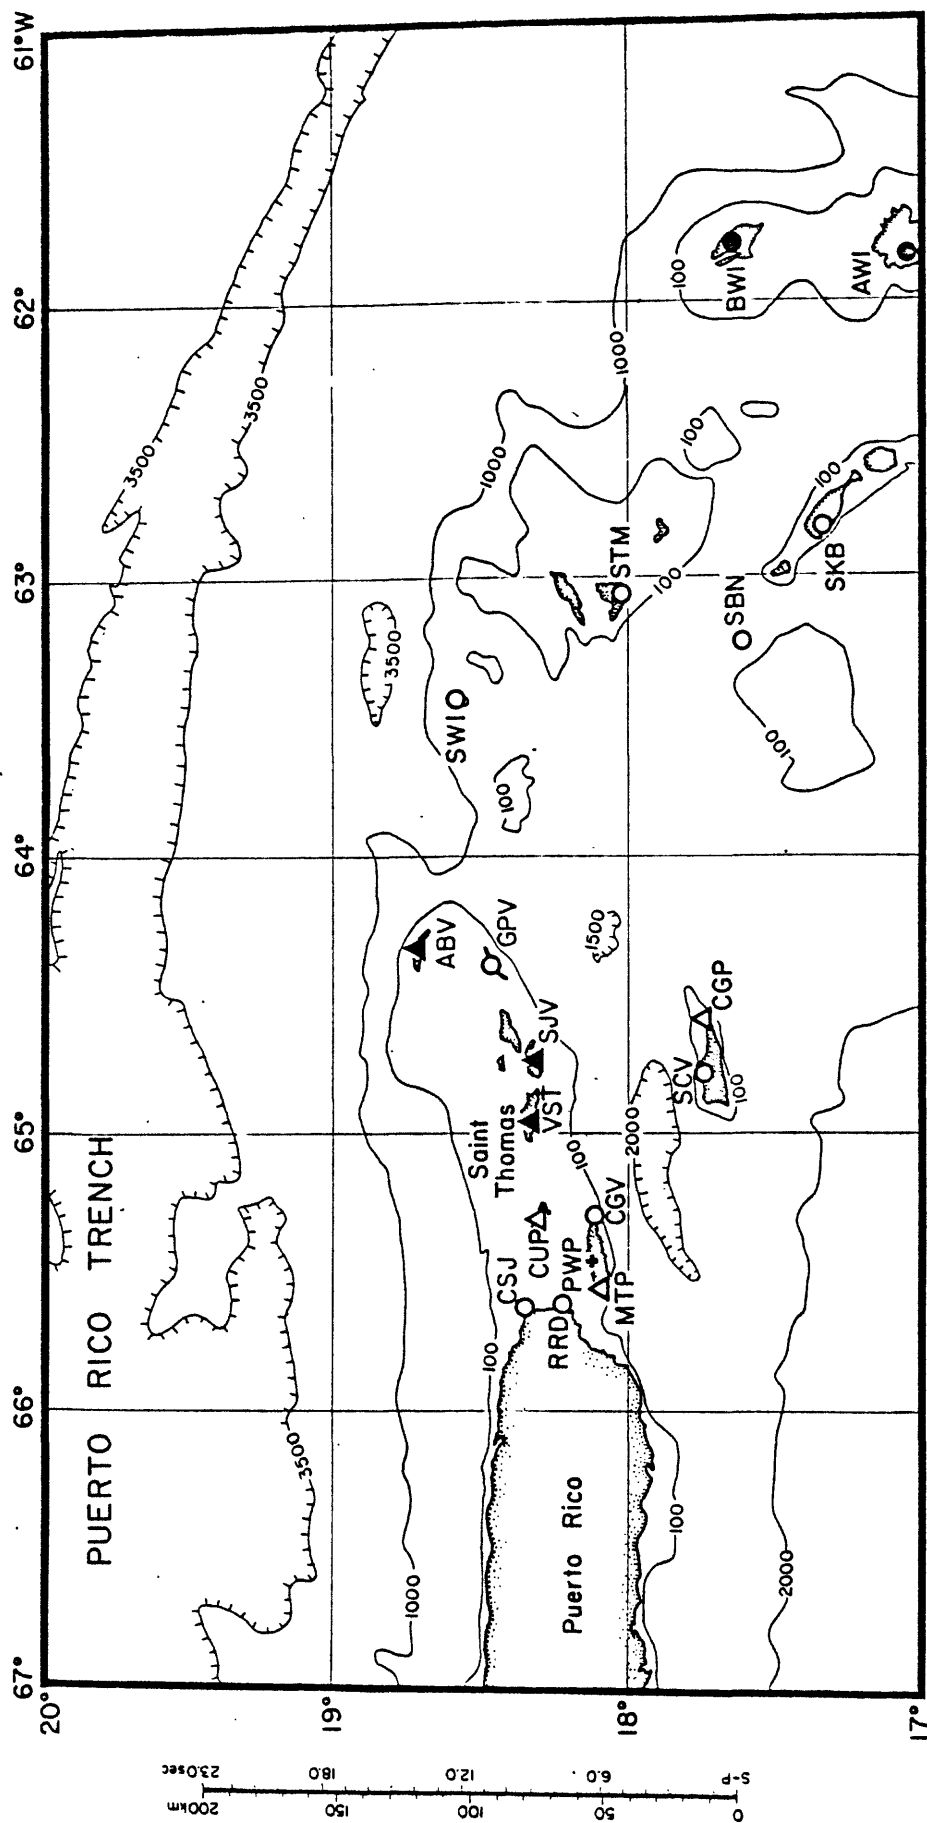 61°W
62°
63°
64°
65°
66°
67°
20°
19°
18°
17°
PUERTO RICO TRENCH
3500
3500
3500
3500
1000
1000
1000
100
100
100
100
100
100
100
100
100
100
1500
2000
2000
BWI
AWI
STM
SBN
SKB
SWI
ABV
GPV
SJV
VST
Saint
Thomas
CGP
SCV
CSJ
CUP
PWP
RRD
CGV
MTP
Puerto Rico
S-P 6.0 12.0 18.0 23.0sec
0 50 100 150 200km